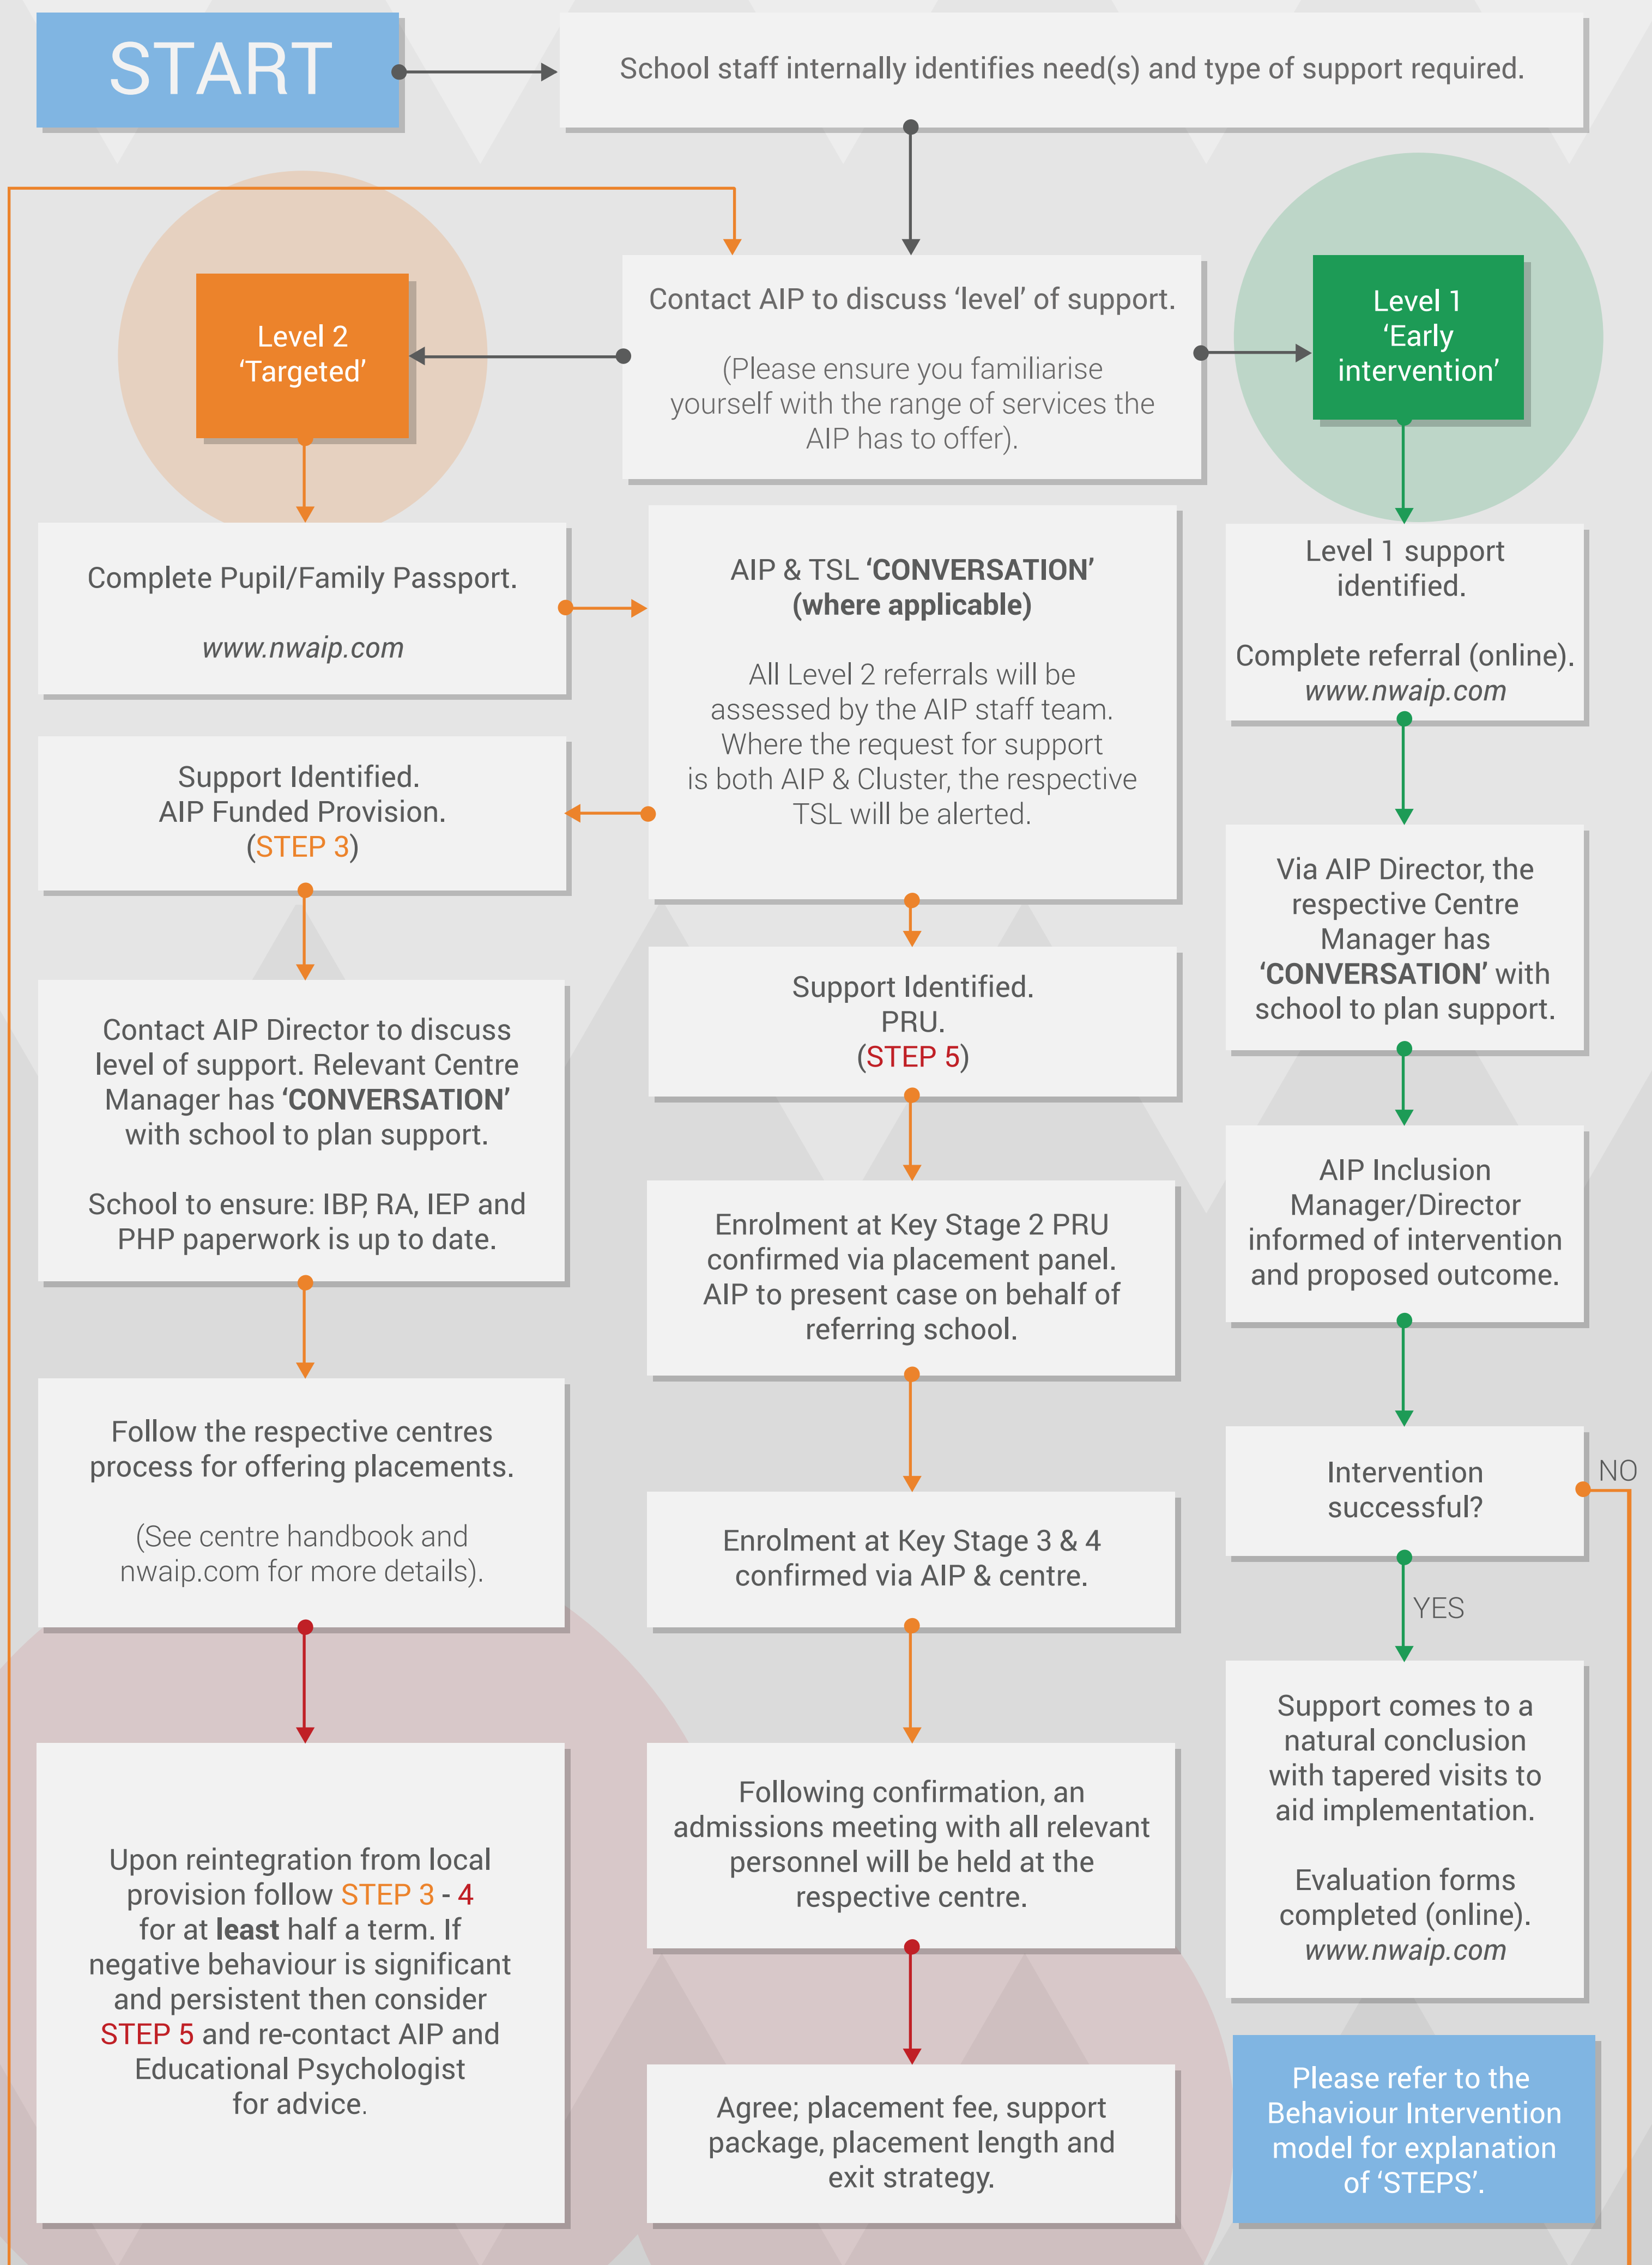 START
School staff internally identifies need(s) and type of support required.
Contact AIP to discuss ‘level’ of support.
(Please ensure you familiarise
yourself with the range of services the
AIP has to offer).
Level 2
‘Targeted’
Level 1
‘Early
intervention’
Complete Pupil/Family Passport.
www.nwaip.com
AIP & TSL ‘CONVERSATION’
(where applicable)
All Level 2 referrals will be
assessed by the AIP staff team.
Where the request for support
is both AIP & Cluster, the respective
TSL will be alerted.
Support Identified.
AIP Funded Provision.
(STEP 3)
Contact AIP Director to discuss
level of support. Relevant Centre
Manager has ‘CONVERSATION’
with school to plan support.
School to ensure: IBP, RA, IEP and
PHP paperwork is up to date.
Follow the respective centres
process for offering placements.
(See centre handbook and
nwaip.com for more details).
Upon reintegration from local
provision follow STEP 3 - 4
for at least half a term. If
negative behaviour is significant
and persistent then consider
STEP 5 and re-contact AIP and
Educational Psychologist
for advice.
Support Identified.
PRU.
(STEP 5)
Enrolment at Key Stage 2 PRU
confirmed via placement panel.
AIP to present case on behalf of
referring school.
Enrolment at Key Stage 3 & 4
confirmed via AIP & centre.
Following confirmation, an
admissions meeting with all relevant
personnel will be held at the
respective centre.
Agree; placement fee, support
package, placement length and
exit strategy.
Level 1 support
identified.
Complete referral (online).
www.nwaip.com
Via AIP Director, the
respective Centre
Manager has
‘CONVERSATION’ with
school to plan support.
AIP Inclusion
Manager/Director
informed of intervention
and proposed outcome.
Intervention
successful?
NO
YES
Support comes to a
natural conclusion
with tapered visits to
aid implementation.
Evaluation forms
completed (online).
www.nwaip.com
Please refer to the
Behaviour Intervention
model for explanation
of ‘STEPS’.